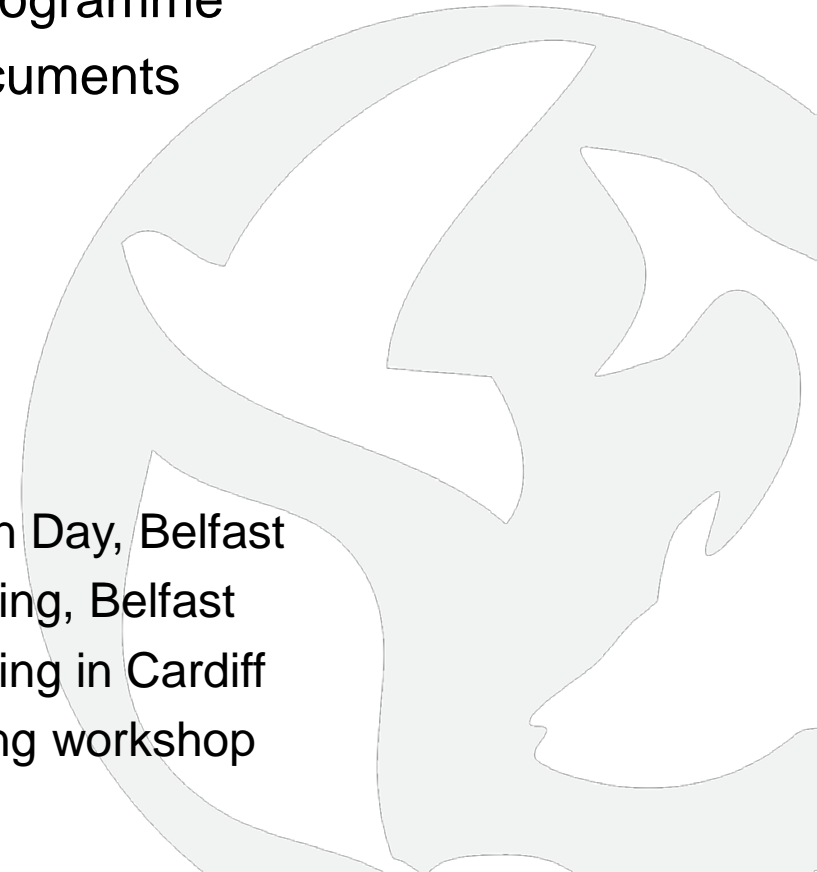 ogramme
cuments
n Day, Belfast
ing, Belfast
ing in Cardiff
ng workshop